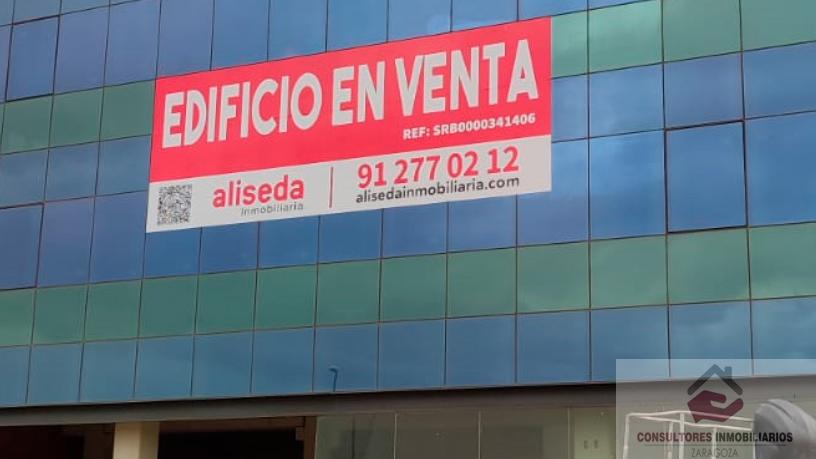 EDIFICIO EN VENTA
REF: SRB0000341406
aliseda
inmobiliaria
91 277 02 12
alisedainmobiliaria.com
CONSULTORES INMOBILIARIOS
ZARAGOZA